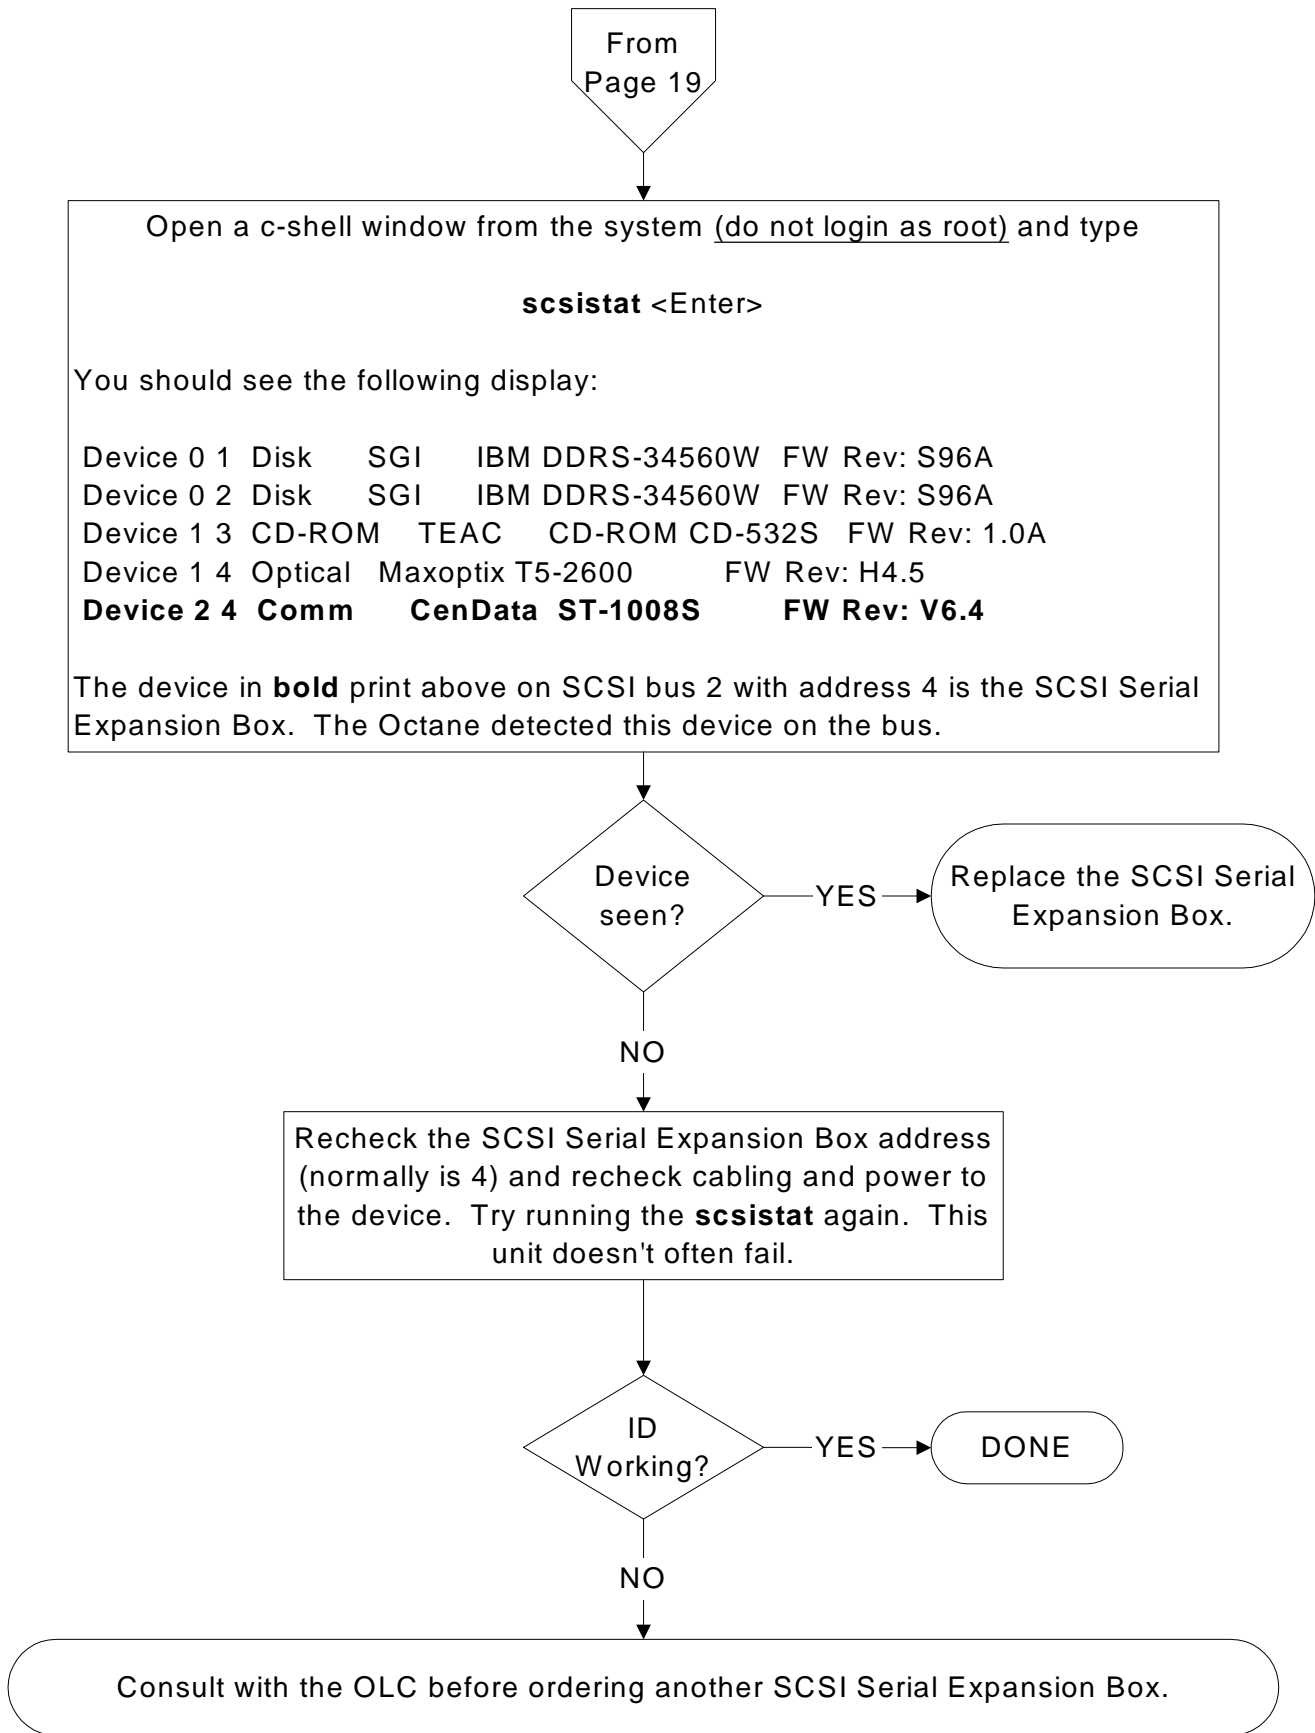 From
Page 19
Open a c-shell window from the system (do not login as root) and type
scsistat <Enter>
You should see the following display:
Device 0 1 Disk SGI IBM DDRS-34560W FW Rev: S96A
Device 0 2 Disk SGI IBM DDRS-34560W FW Rev: S96A
Device 1 3 CD-ROM TEAC CD-ROM CD-532S FW Rev: 1.0A
Device 1 4 Optical Maxoptix T5-2600 FW Rev: H4.5
Device 2 4 Comm CenData ST-1008S FW Rev: V6.4
The device in bold print above on SCSI bus 2 with address 4 is the SCSI Serial
Expansion Box. The Octane detected this device on the bus.
Device
seen?
YES
Replace the SCSI Serial
Expansion Box.
NO
Recheck the SCSI Serial Expansion Box address
(normally is 4) and recheck cabling and power to
the device. Try running the scsistat again. This
unit doesn't often fail.
ID
Working?
YES
DONE
NO
Consult with the OLC before ordering another SCSI Serial Expansion Box.